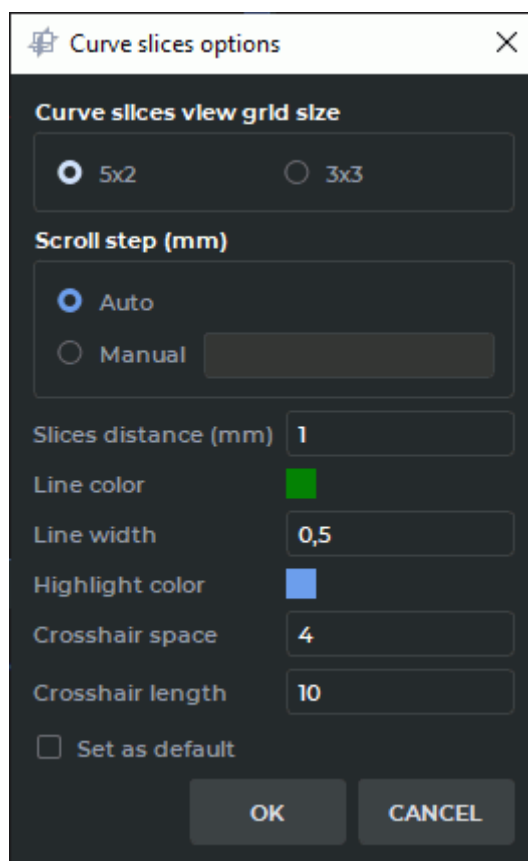 Curve slices options
Curve slices view grid size
5x2 3x3
Scroll step (mm)
Auto
Manual
Slices distance (mm) 1
Line color
Line width 0,5
Highlight color
Crosshair space 4
Crosshair length 10
Set as default
OK CANCEL